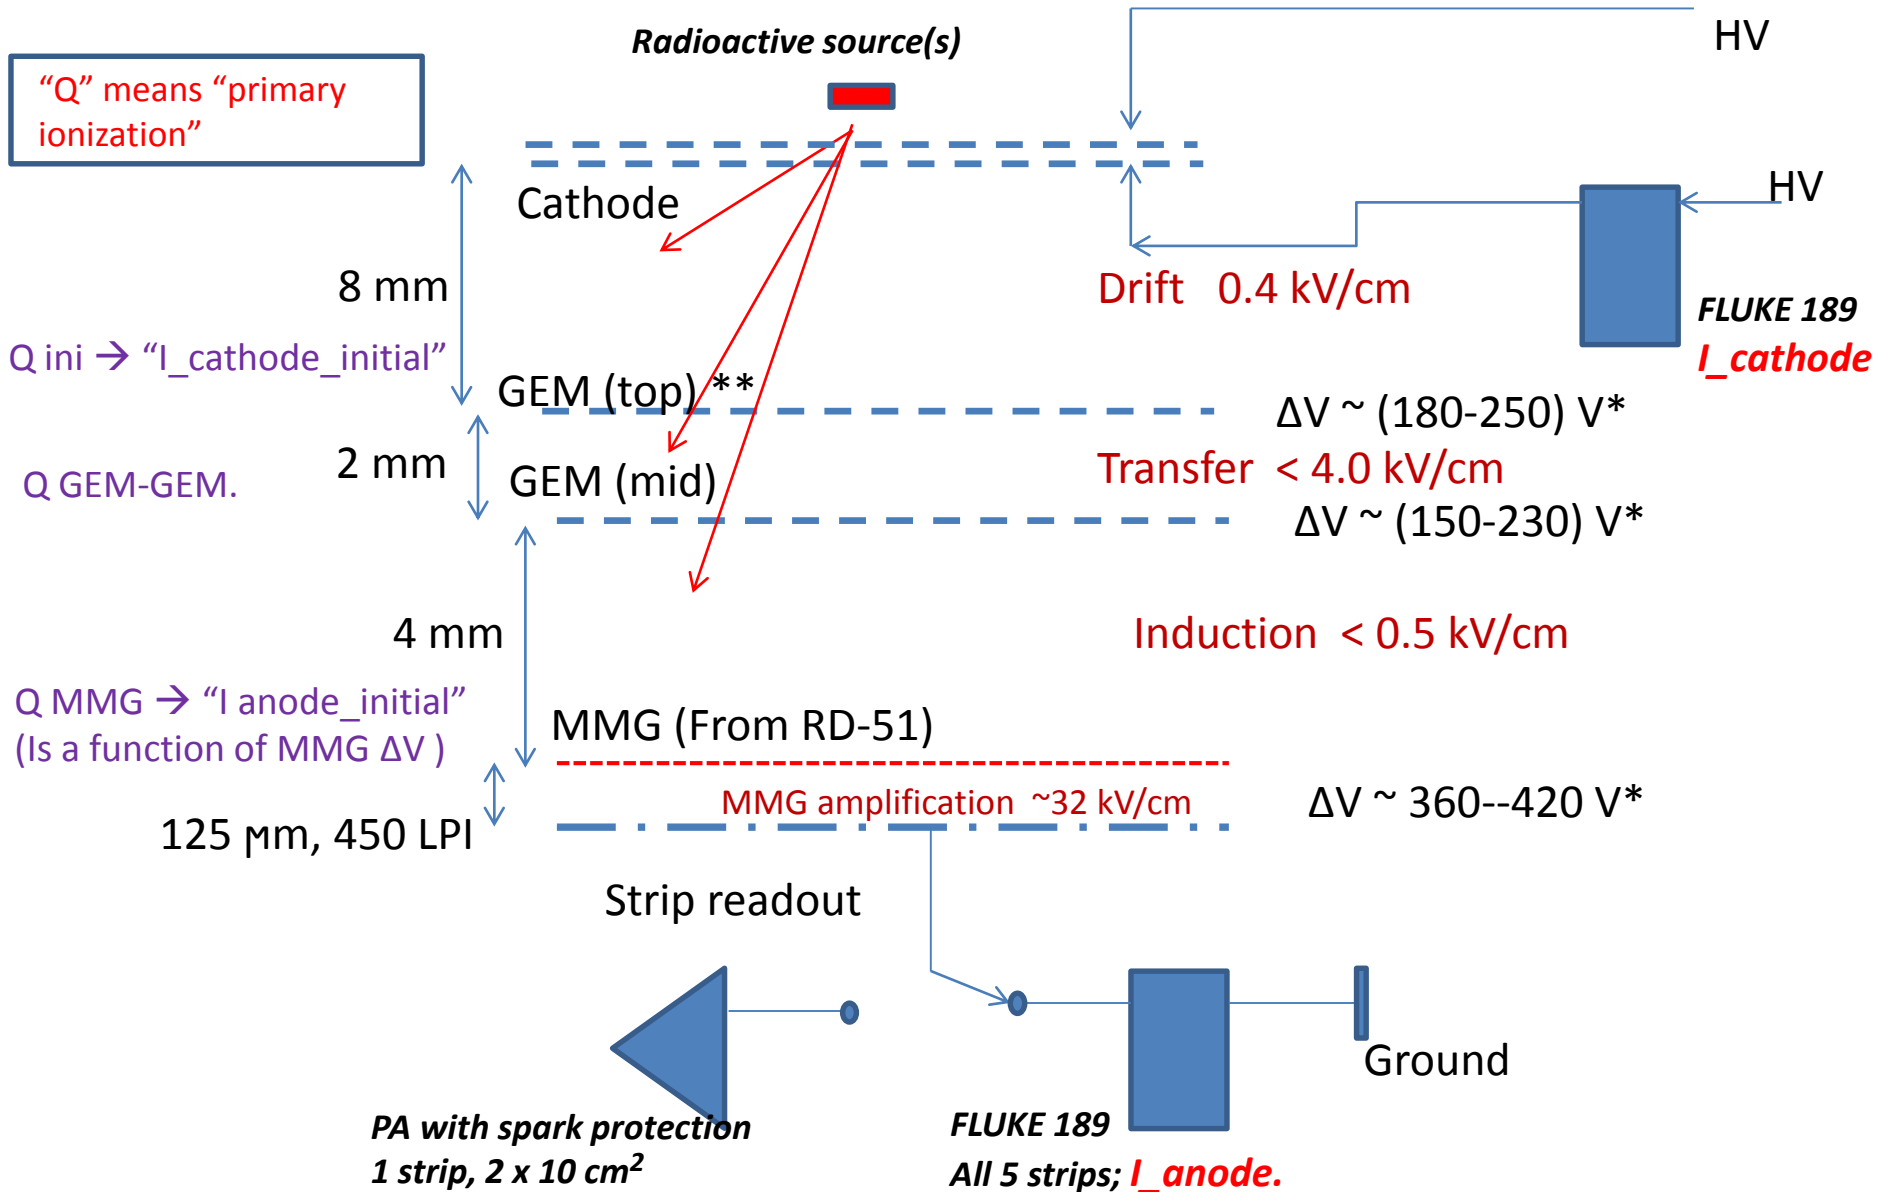 Radioactive source(s)
HV
“Q” means “primary
ionization”
Cathode
HV
8 mm
Drift 0.4 kV/cm
FLUKE 189
I_cathode
Q ini → “I_cathode_initial”
GEM (top) **
ΔV ~ (180-250) V*
2 mm
Transfer < 4.0 kV/cm
Q GEM-GEM.
GEM (mid)
ΔV ~ (150-230) V*
4 mm
Induction < 0.5 kV/cm
Q MMG → “I anode_initial”
(Is a function of MMG ΔV )
MMG (From RD-51)
MMG amplification ~32 kV/cm
ΔV ~ 360--420 V*
125 ϻm, 450 LPI
Strip readout
Ground
PA with spark protection
1 strip, 2 x 10 cm²
FLUKE 189
All 5 strips; I_anode.